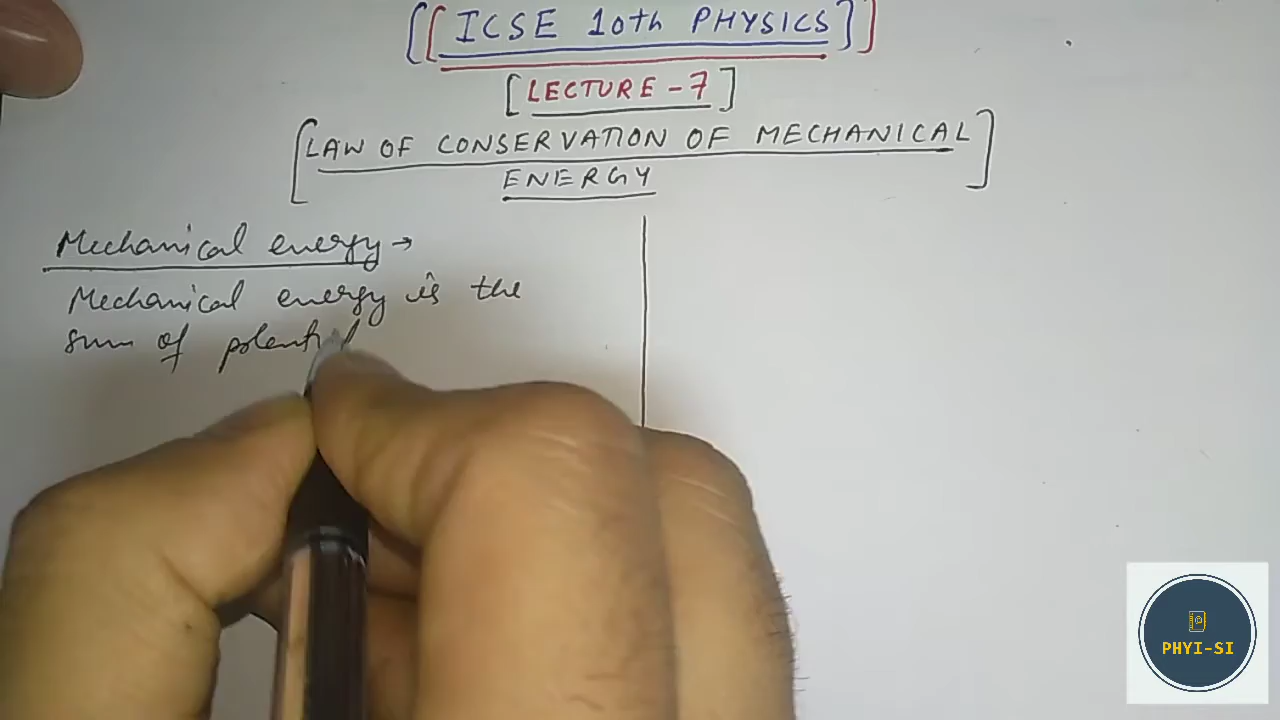 [[ICSE 10th PHYSICS]]
[LECTURE-7]
[LAW OF CONSERVATION OF MECHANICAL
ENERGY]
Mechanical energy →
Mechanical energy is the
sum of potential
PHYI-SI